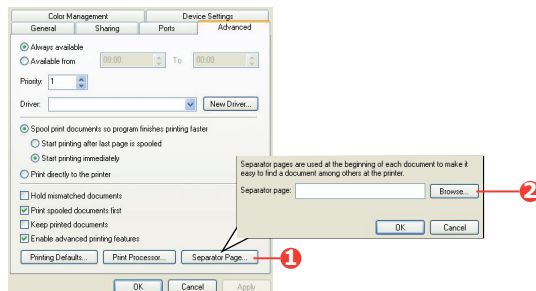 Color Management Device Settings
General Sharing Ports Advanced
Always available
Available from 00:00 To 00:00
Priority: 1
Driver: New Driver...
Spool print documents so program finishes printing faster
Start printing after last page is spooled
Start printing immediately
Print directly to the printer
Hold mismatched documents
Print spooled documents first
Keep printed documents
Enable advanced printing features
Printing Defaults... Print Processor... Separator Page... 1
OK Cancel Apply
Separator pages are used at the beginning of each document to make it
easy to find a document among others at the printer.
Separator page: Browse... 2
OK Cancel